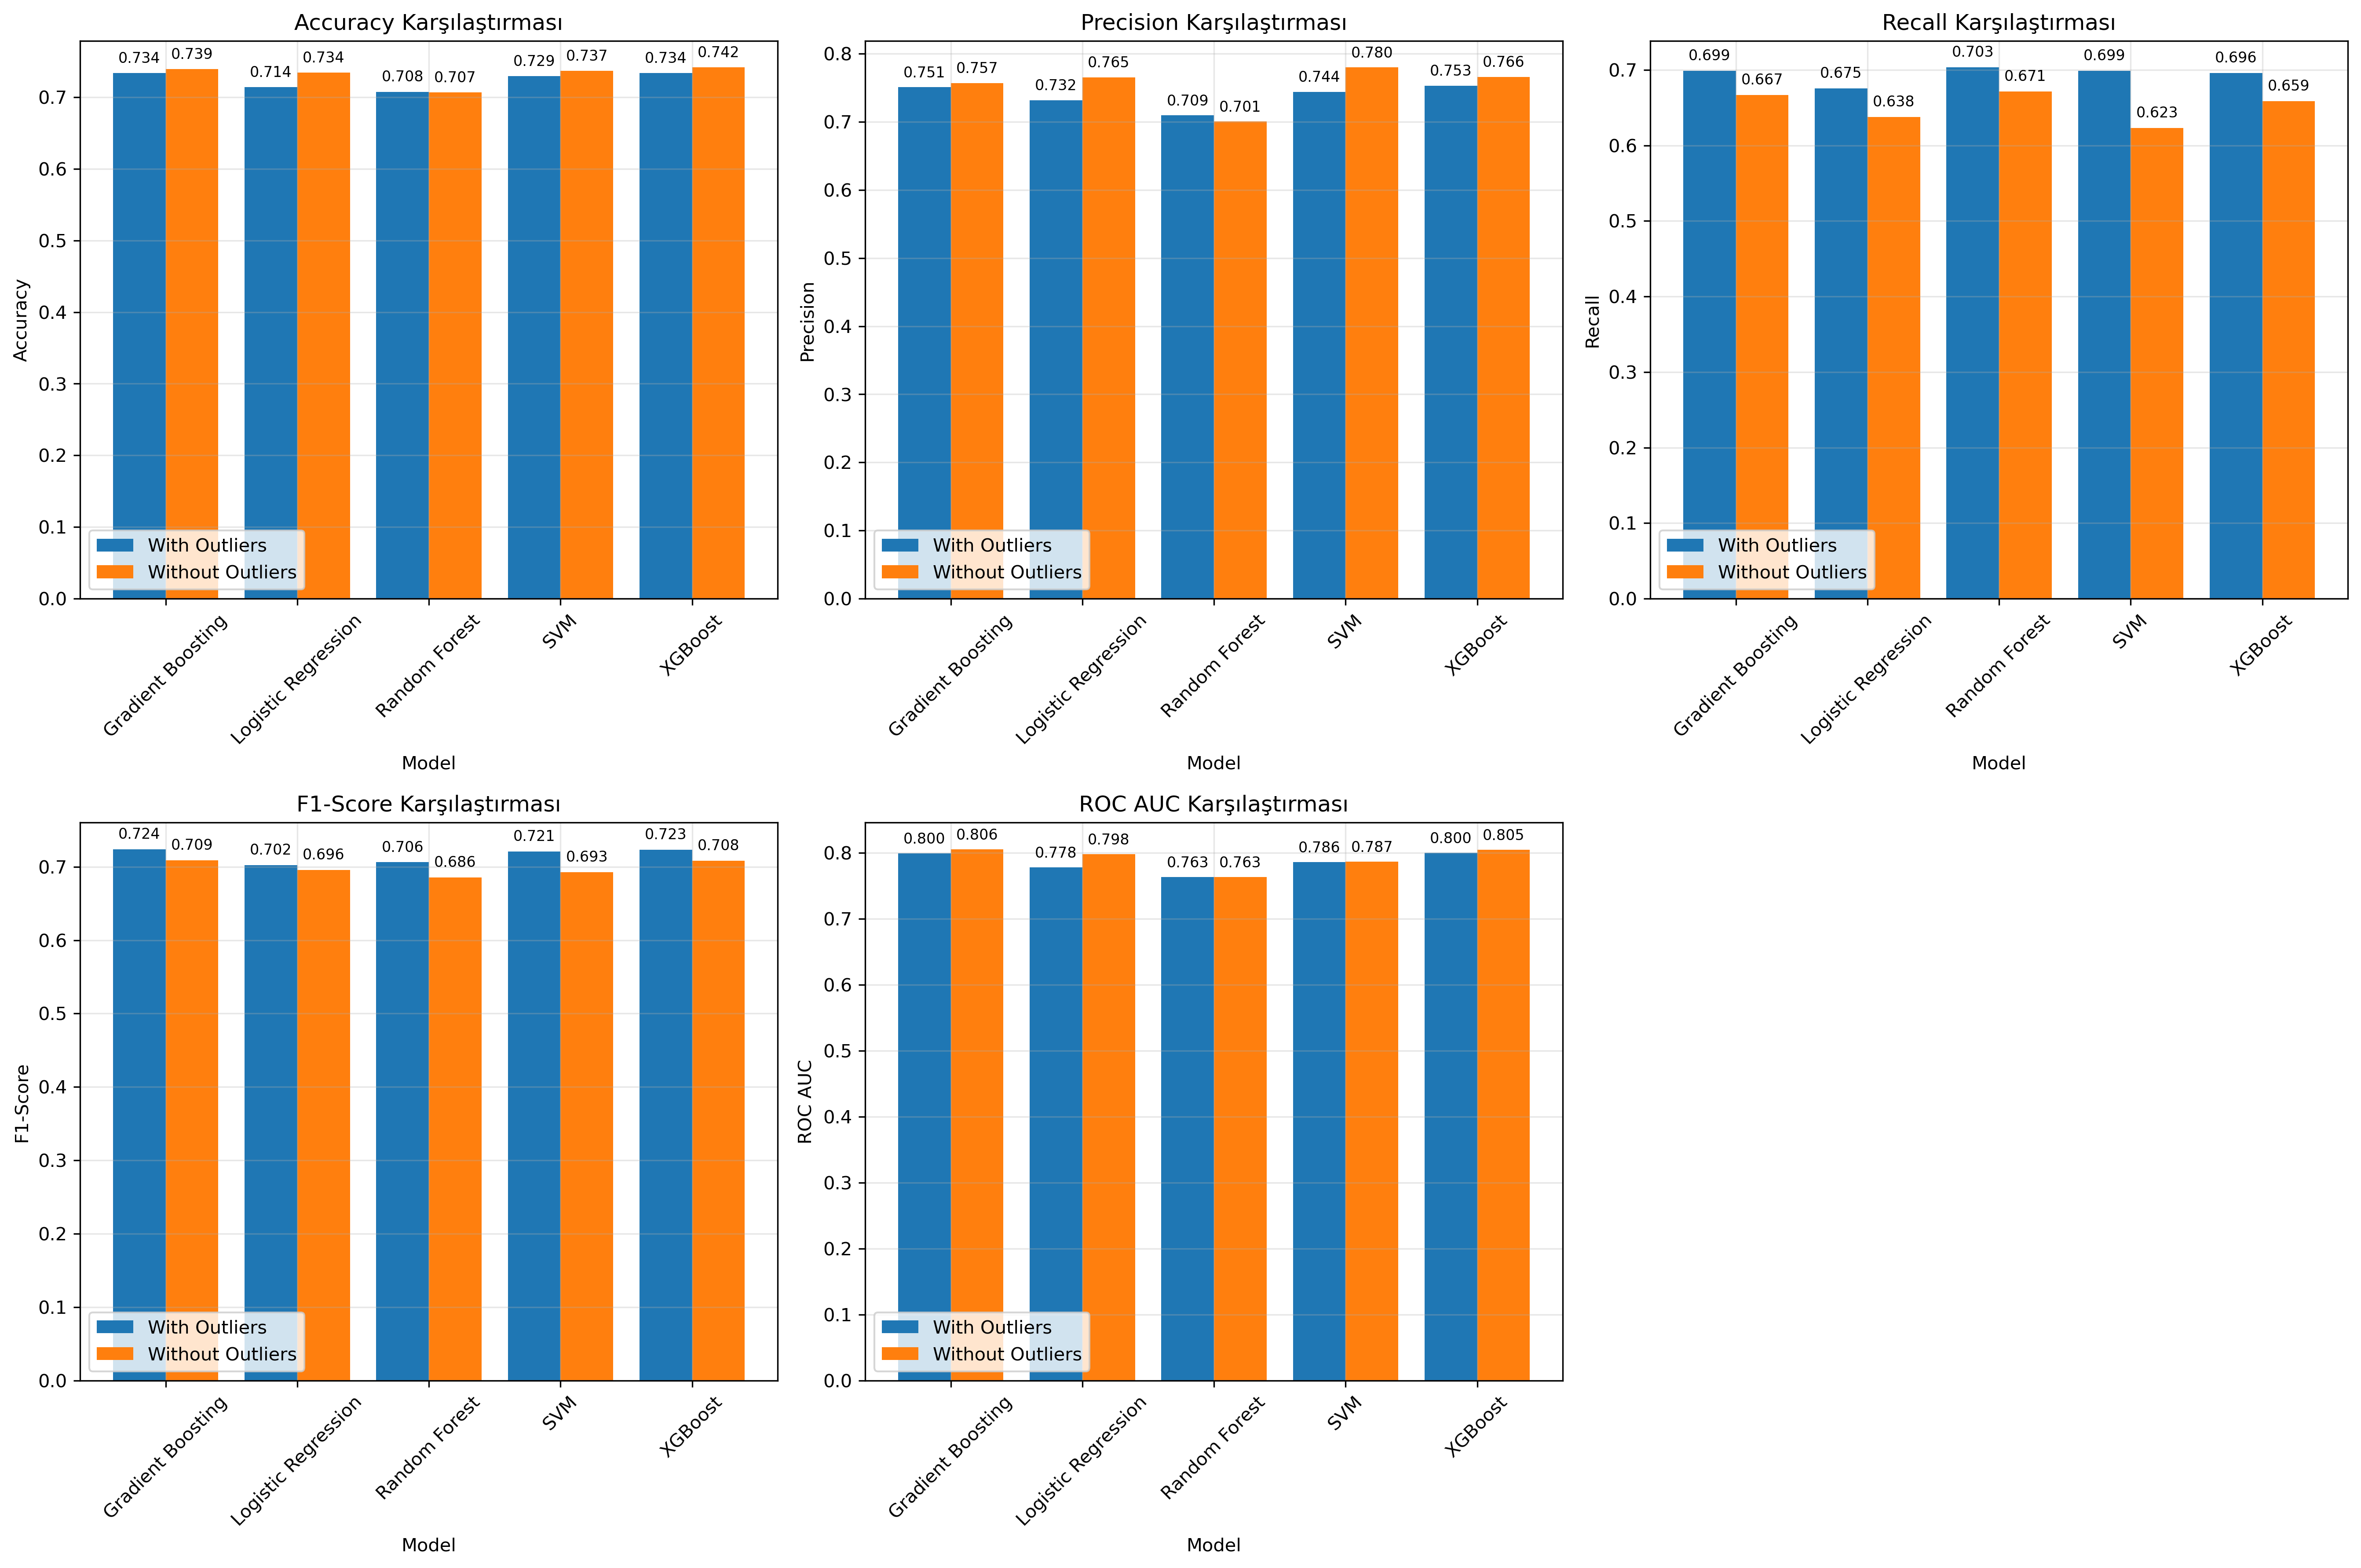 Accuracy Karşılaştırması
0.734
0.739
0.714
0.734
0.708
0.707
0.729
0.737
0.734
0.742
0.7
0.6
0.5
0.4
0.3
0.2
0.1
0.0
Accuracy
With Outliers
Without Outliers
Gradient Boosting
Logistic Regression
Random Forest
SVM
XGBoost
Model
Precision Karşılaştırması
0.751
0.757
0.732
0.765
0.709
0.701
0.744
0.780
0.753
0.766
0.8
0.7
0.6
0.5
0.4
0.3
0.2
0.1
0.0
Precision
With Outliers
Without Outliers
Gradient Boosting
Logistic Regression
Random Forest
SVM
XGBoost
Model
Recall Karşılaştırması
0.699
0.667
0.675
0.638
0.703
0.671
0.699
0.623
0.696
0.659
0.7
0.6
0.5
0.4
0.3
0.2
0.1
0.0
Recall
With Outliers
Without Outliers
Gradient Boosting
Logistic Regression
Random Forest
SVM
XGBoost
Model
F1-Score Karşılaştırması
0.724
0.709
0.702
0.696
0.706
0.686
0.721
0.693
0.723
0.708
0.7
0.6
0.5
0.4
0.3
0.2
0.1
0.0
F1-Score
With Outliers
Without Outliers
Gradient Boosting
Logistic Regression
Random Forest
SVM
XGBoost
Model
ROC AUC Karşılaştırması
0.800
0.806
0.778
0.798
0.763
0.763
0.786
0.787
0.800
0.805
0.8
0.7
0.6
0.5
0.4
0.3
0.2
0.1
0.0
ROC AUC
With Outliers
Without Outliers
Gradient Boosting
Logistic Regression
Random Forest
SVM
XGBoost
Model